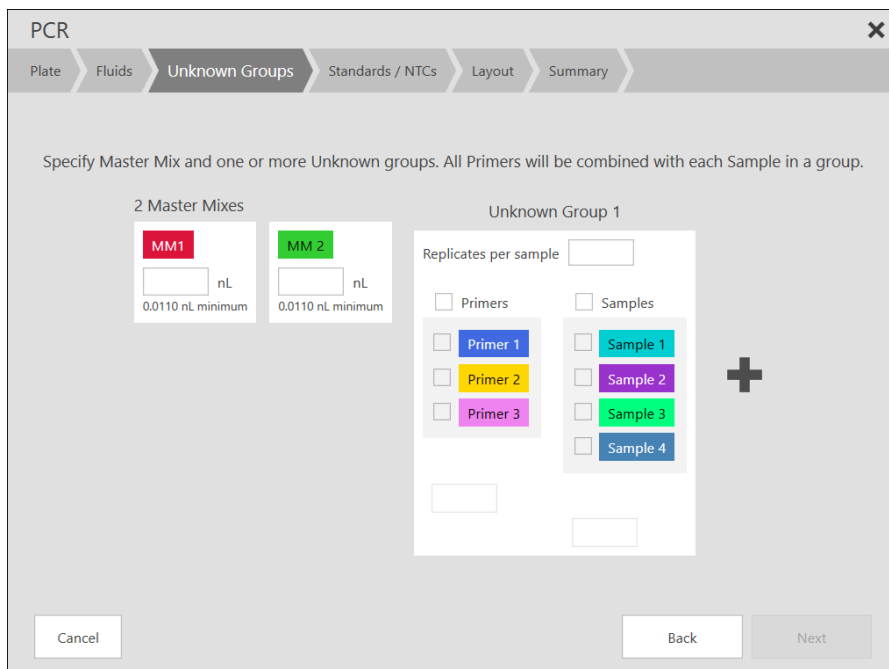 PCR
Plate
Fluids
Unknown Groups
Standards / NTCs
Layout
Summary
Specify Master Mix and one or more Unknown groups. All Primers will be combined with each Sample in a group.
2 Master Mixes
MM1
nL
0.0110 nL minimum
MM 2
nL
0.0110 nL minimum
Unknown Group 1
Replicates per sample
Primers
Primer 1
Primer 2
Primer 3
Samples
Sample 1
Sample 2
Sample 3
Sample 4
Cancel
Back
Next